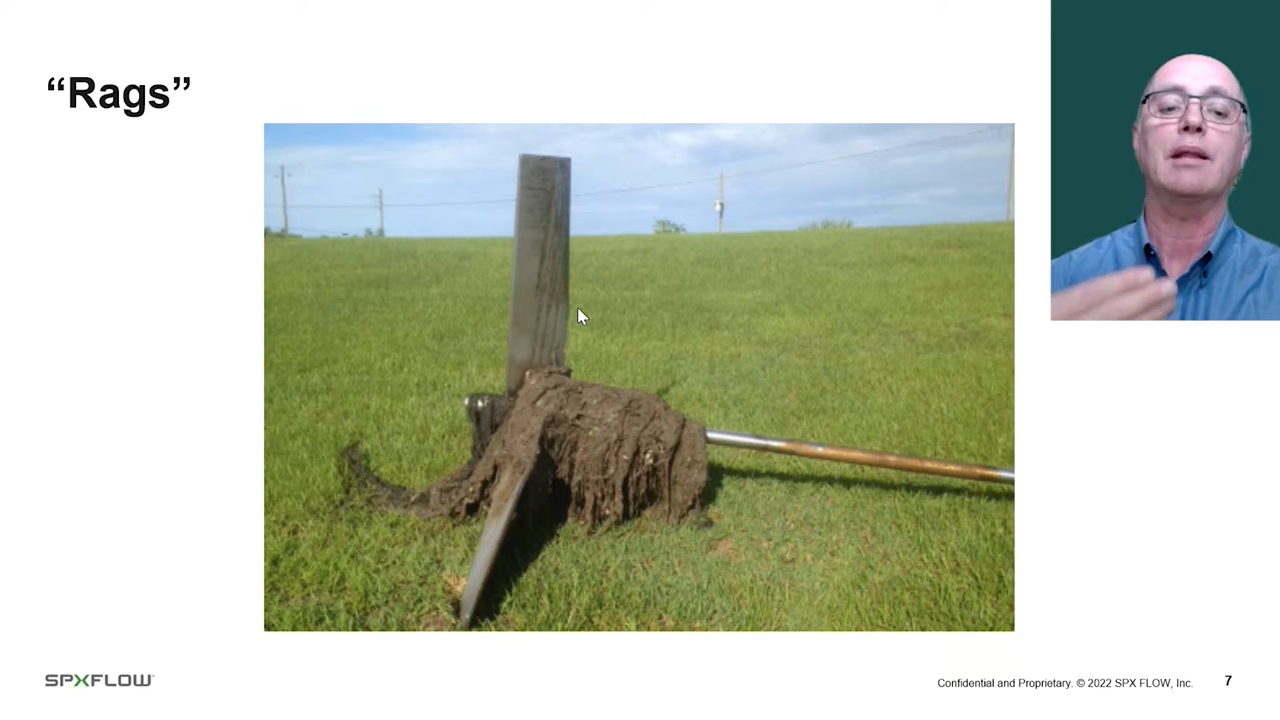 “Rags”
SPXFLOW
Confidential and Proprietary. © 2022 SPX FLOW, Inc.
7